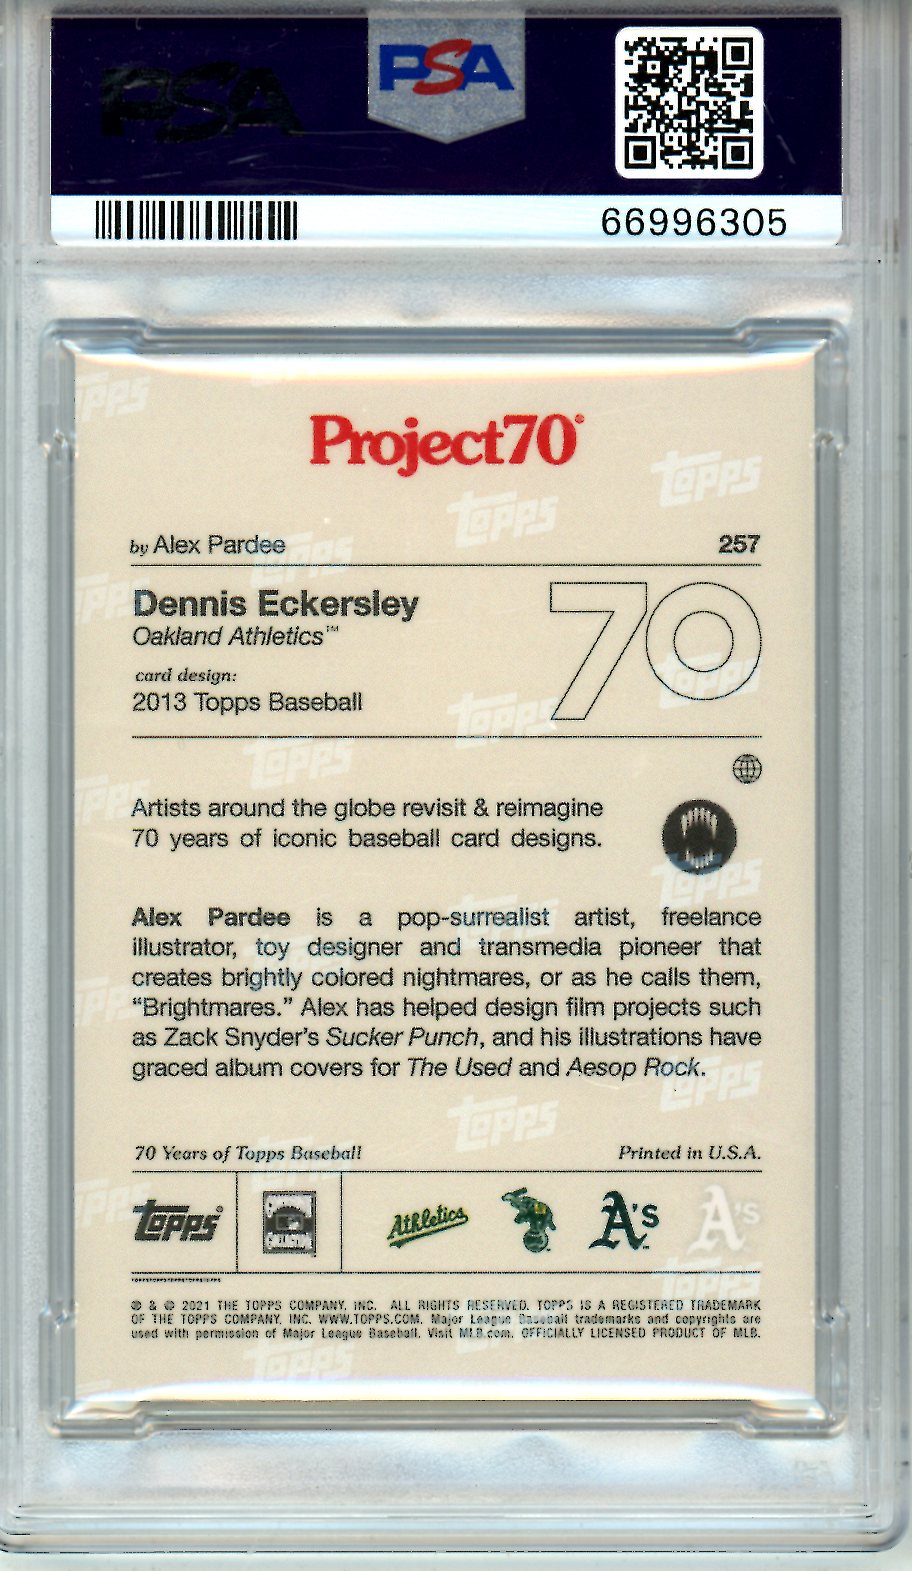 PSA
PSA
66996305
Project70
by Alex Pardee
257
Dennis Eckersley
Oakland Athletics™
70
card design:
2013 Topps Baseball
Artists around the globe revisit & reimagine
70 years of iconic baseball card designs.
Alex Pardee is a pop-surrealist artist, freelance
illustrator, toy designer and transmedia pioneer that
creates brightly colored nightmares, or as he calls them,
“Brightmares.” Alex has helped design film projects such
as Zack Snyder’s Sucker Punch, and his illustrations have
graced album covers for The Used and Aesop Rock.
70 Years of Topps Baseball
Printed in U.S.A.
Topps
Athletics
A's
A's
® & © 2021 THE TOPPS COMPANY, INC. ALL RIGHTS RESERVED. TOPPS IS A REGISTERED TRADEMARK
OF THE TOPPS COMPANY, INC. WWW.TOPPS.COM. Major League Baseball trademarks and copyrights are
used with permission of Major League Baseball. Visit MLB.com. OFFICIALLY LICENSED PRODUCT OF MLB.